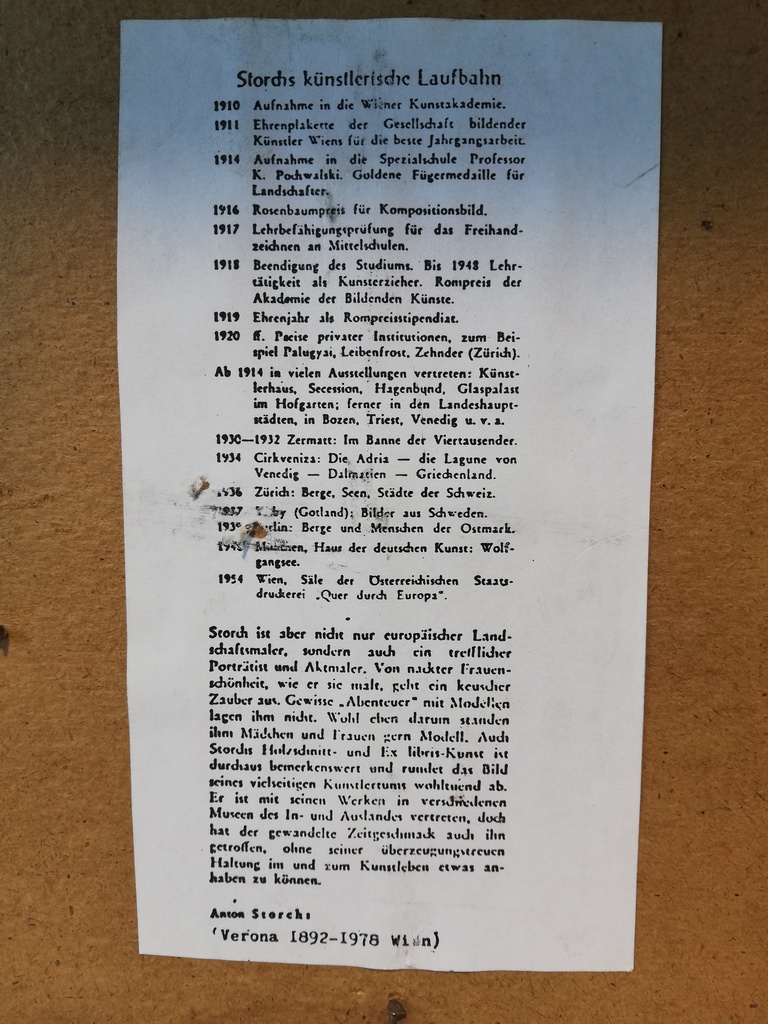 Storchs künstlerische Laufbahn
1910 Aufnahme in die Wiener Kunstakademie.
1911 Ehrenplakette der Gesellschaft bildender
Künstler Wiens für die beste Jahrgangsarbeit.
1914 Aufnahme in die Spezialschule Professor
K. Pochwalski. Goldene Fügermedaille für
Landschafter.
1916 Rosenbaumpreis für Kompositionsbild.
1917 Lehrbefähigungsprüfung für das Freihand-
zeichnen an Mittelschulen.
1918 Beendigung des Studiums. Bis 1948 Lehr-
tätigkeit als Kunsterzieher. Rompreis der
Akademie der Bildenden Künste.
1919 Ehrenjahr als Rompreisstipendiat.
1920 ff. Preise privater Institutionen, zum Bei-
spiel Palugyai, Leibenfrost, Zehnder (Zürich).
Ab 1914 in vielen Ausstellungen vertreten: Künst-
lerhaus, Secession, Hagenbund, Glaspalast
im Hofgarten; ferner in den Landeshaupt-
städten, in Bozen, Triest, Venedig u. v. a.
1930—1932 Zermatt: Im Banne der Viertausender.
1934 Cirkveniza: Die Adria — die Lagune von
Venedig — Dalmatien — Griechenland.
1936 Zürich: Berge, Seen, Städte der Schweiz.
1937 (Gotland): Bilder aus Schweden.
Berlin: Berge und Menschen der Ostmark.
München, Haus der deutschen Kunst: Wolf-
gangsee.
1954 Wien, Säle der Österreichischen Staats-
druckerei „Quer durch Europa".
Storch ist aber nicht nur europäischer Land-
schaftsmaler, sondern auch ein trefflicher
Porträtist und Aktmaler. Von nackter Frauen-
schönheit, wie er sie malt, geht ein keuscher
Zauber aus. Gewisse „Abenteuer" mit Modellen
lagen ihm nicht. Wohl eben darum standen
ihm Mädchen und Frauen gern Modell. Auch
Storchs Holzschnitt- und Ex libris-Kunst ist
durchaus bemerkenswert und rundet das Bild
seines vielseitigen Künstlertums wohltuend ab.
Er ist mit seinen Werken in verschiedenen
Museen des In- und Auslandes vertreten, doch
hat der gewandelte Zeitgeschmack auch ihn
getroffen, ohne seiner überzeugungstreuen
Haltung im und zum Kunstleben etwas an-
haben zu können.
Anton Storch:
(Verona 1892-1978 Wien)